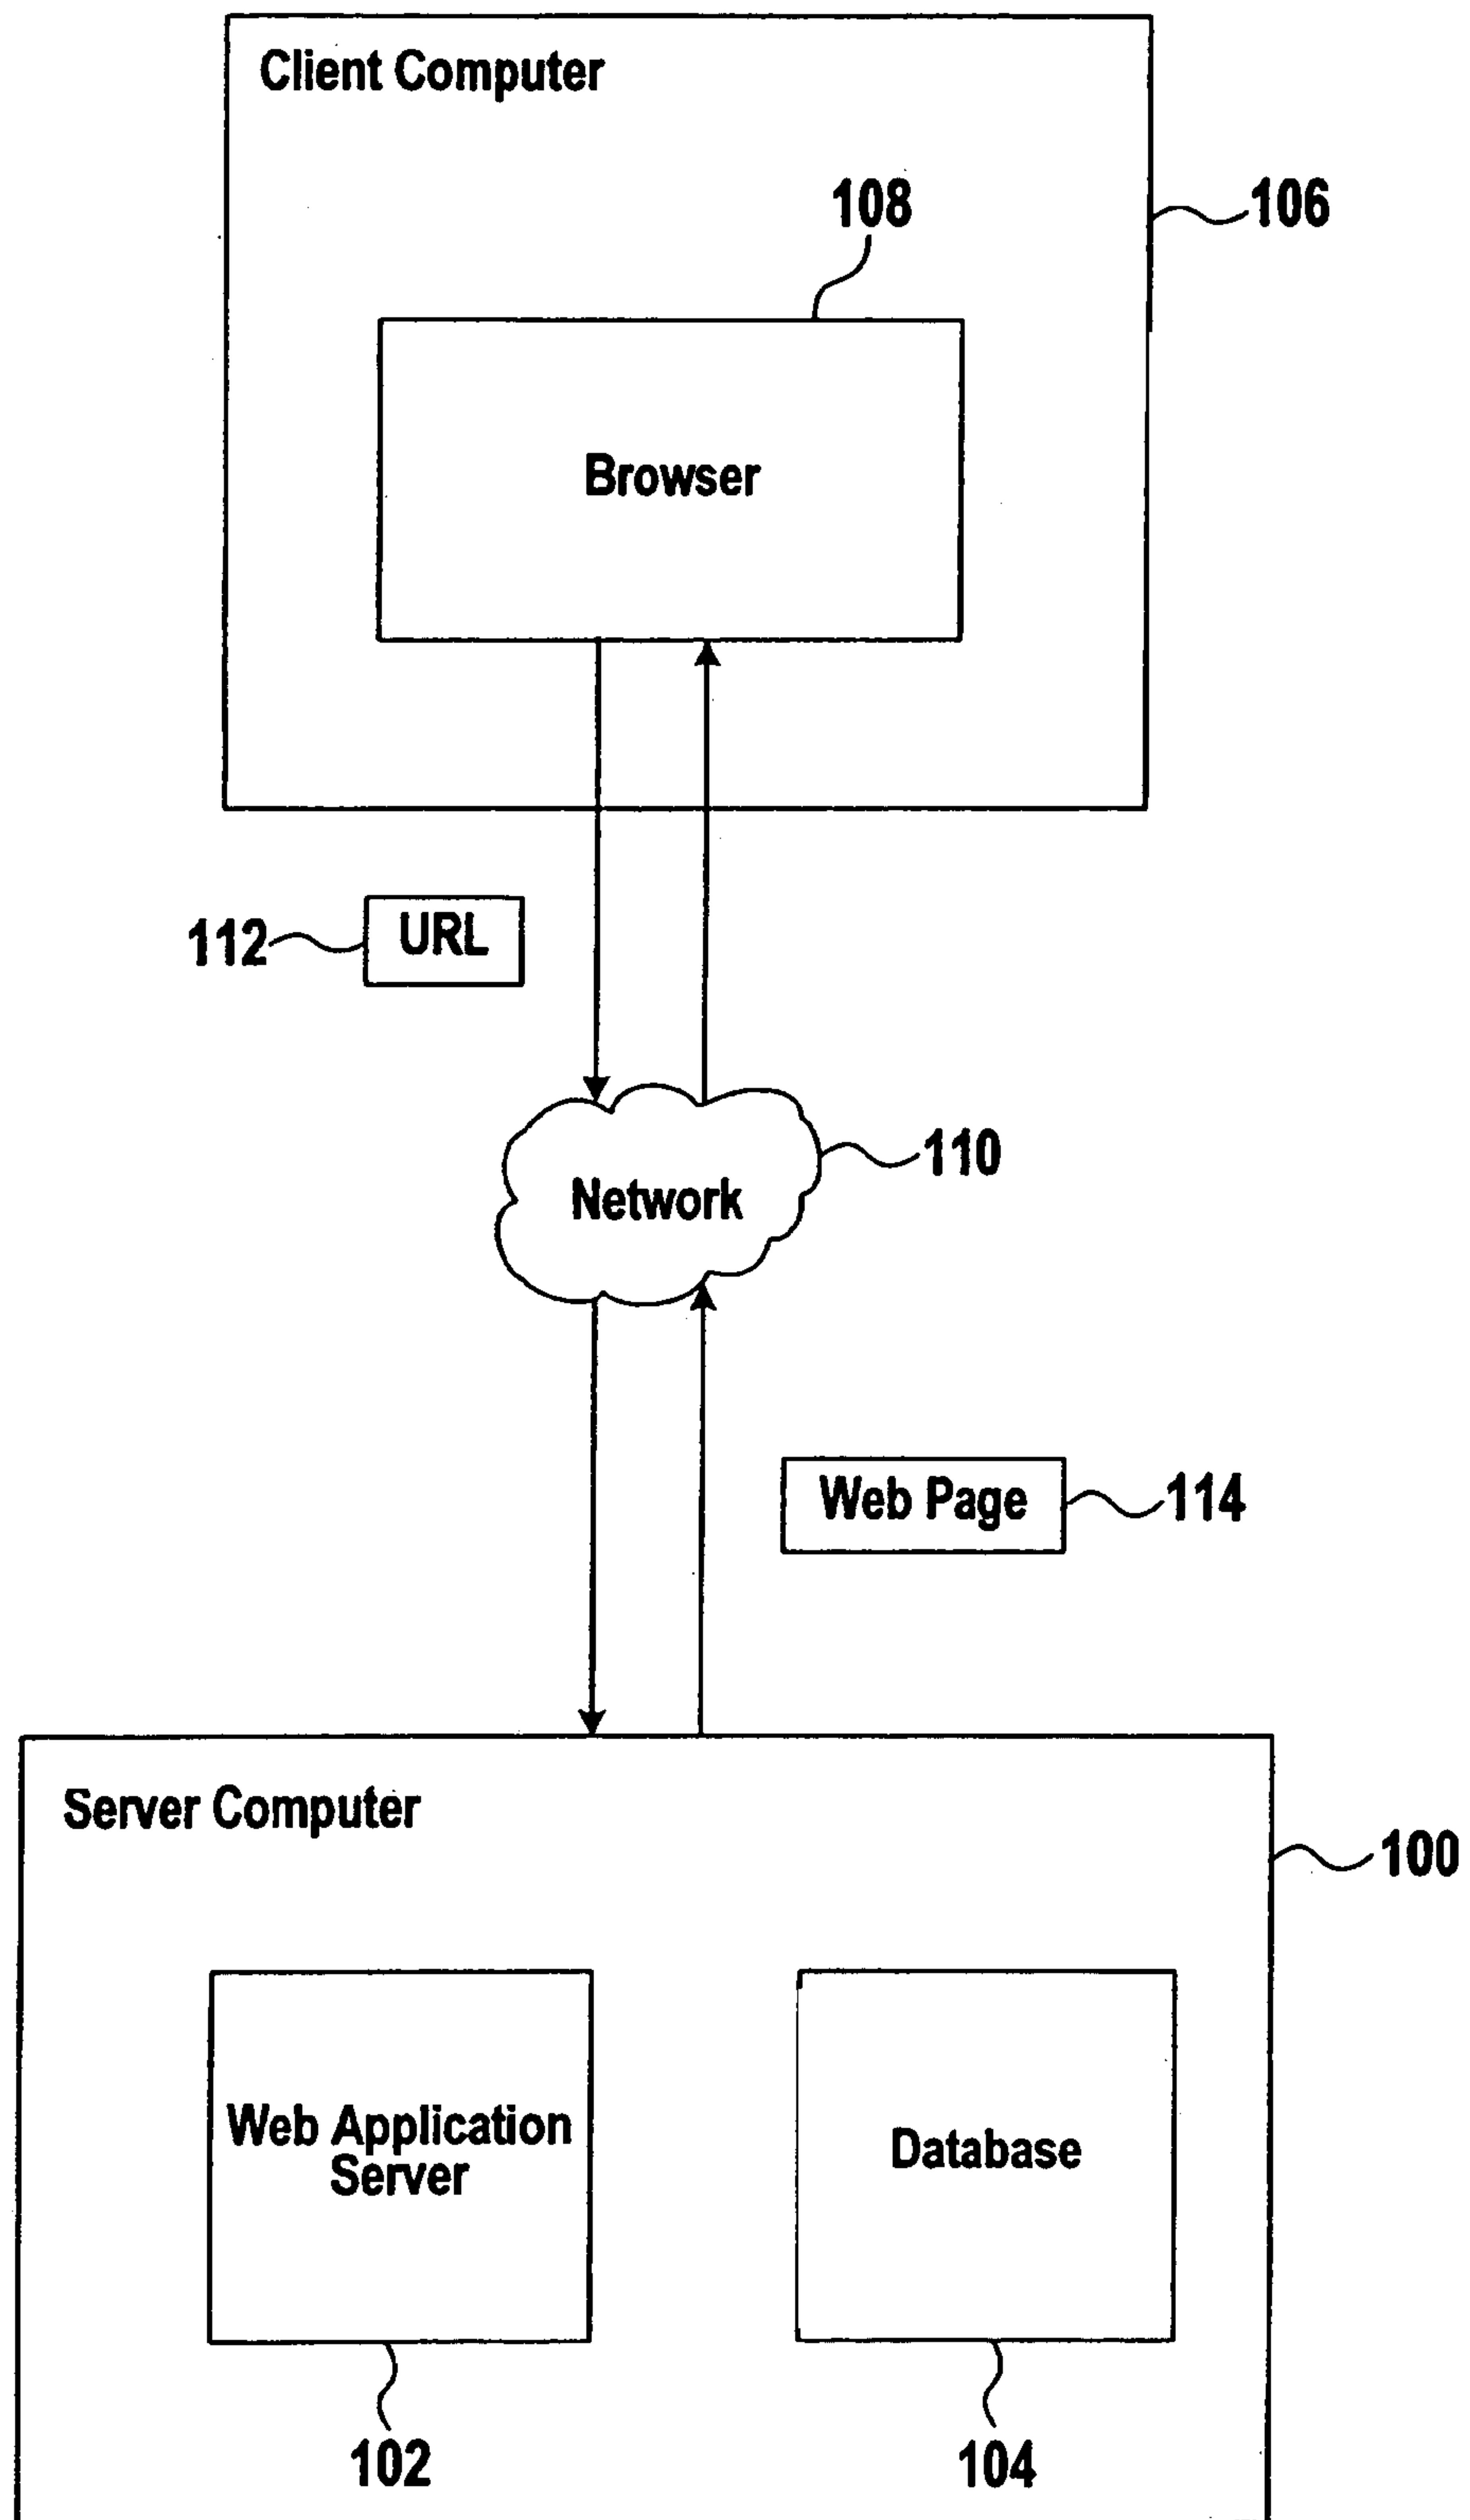 Client Computer
108
106
Browser
112
URL
Network
110
Web Page
114
Server Computer
100
Web Application
Server
Database
102
104